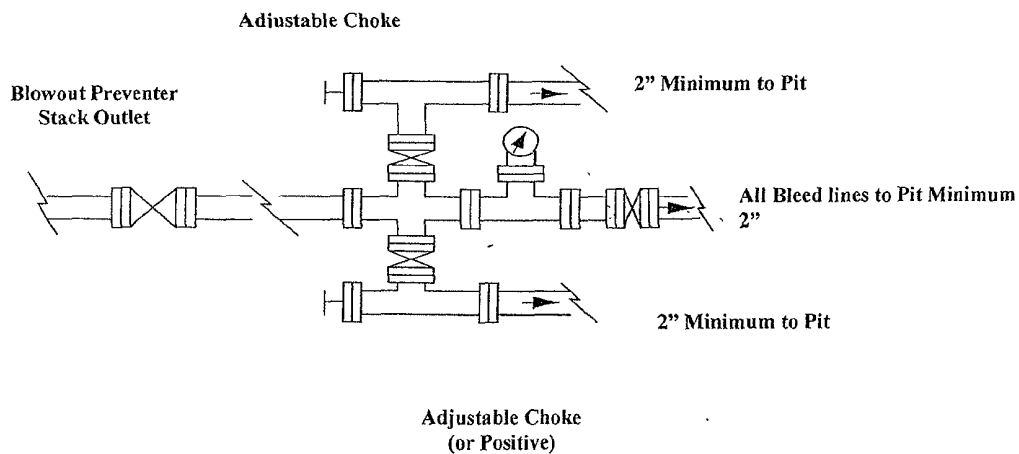 Adjustable Choke
Blowout Preventer
Stack Outlet
2” Minimum to Pit
All Bleed lines to Pit Minimum
2”
2” Minimum to Pit
Adjustable Choke
(or Positive)